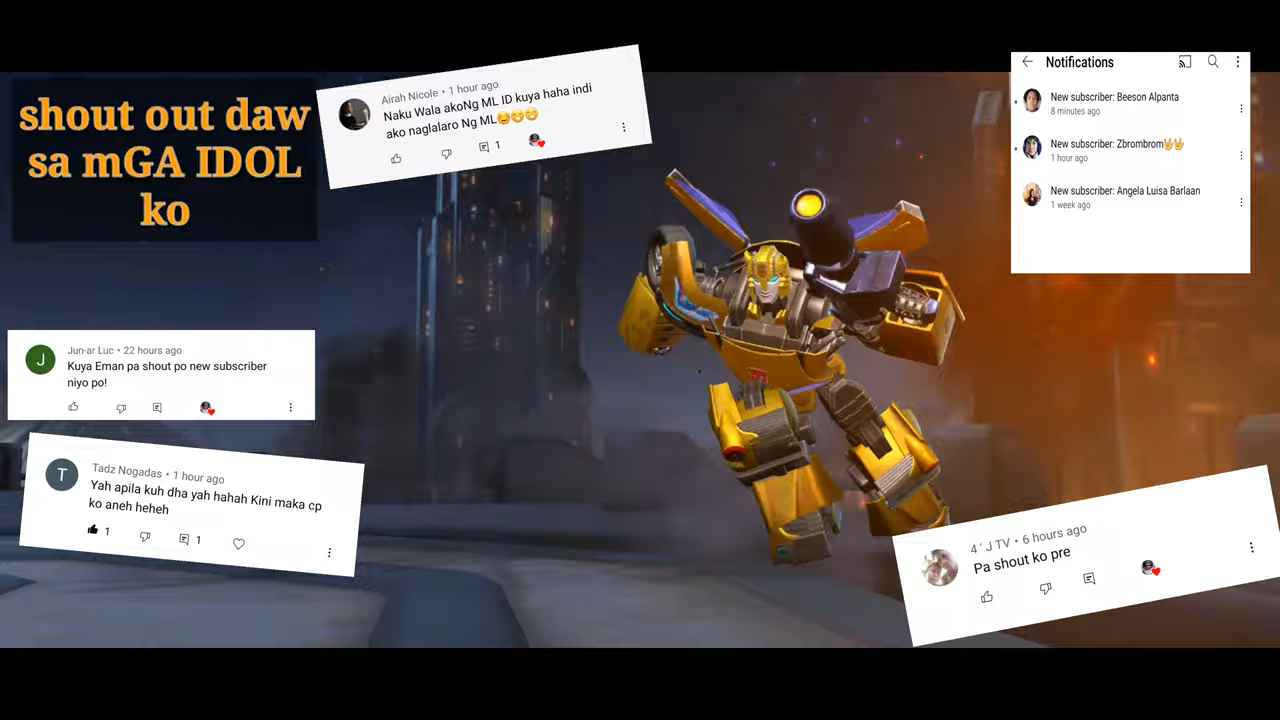 shout out daw
sa mGA IDOL
ko
Airah Nicole • 1 hour ago
Naku Wala akoNg ML ID kuya haha indi
ako naglalaro Ng ML😊😁😁
1
Notifications
New subscriber: Beeson Alpanta
8 minutes ago
New subscriber: Zbrombrom🤟🤟
1 hour ago
New subscriber: Angela Luisa Barlaan
1 week ago
J
Jun-ar Luc • 22 hours ago
Kuya Eman pa shout po new subscriber
niyo po!
T
Tadz Nogadas • 1 hour ago
Yah apila kuh dha yah hahah Kini maka cp
ko aneh heheh
1 1
4 ' J TV • 6 hours ago
Pa shout ko pre